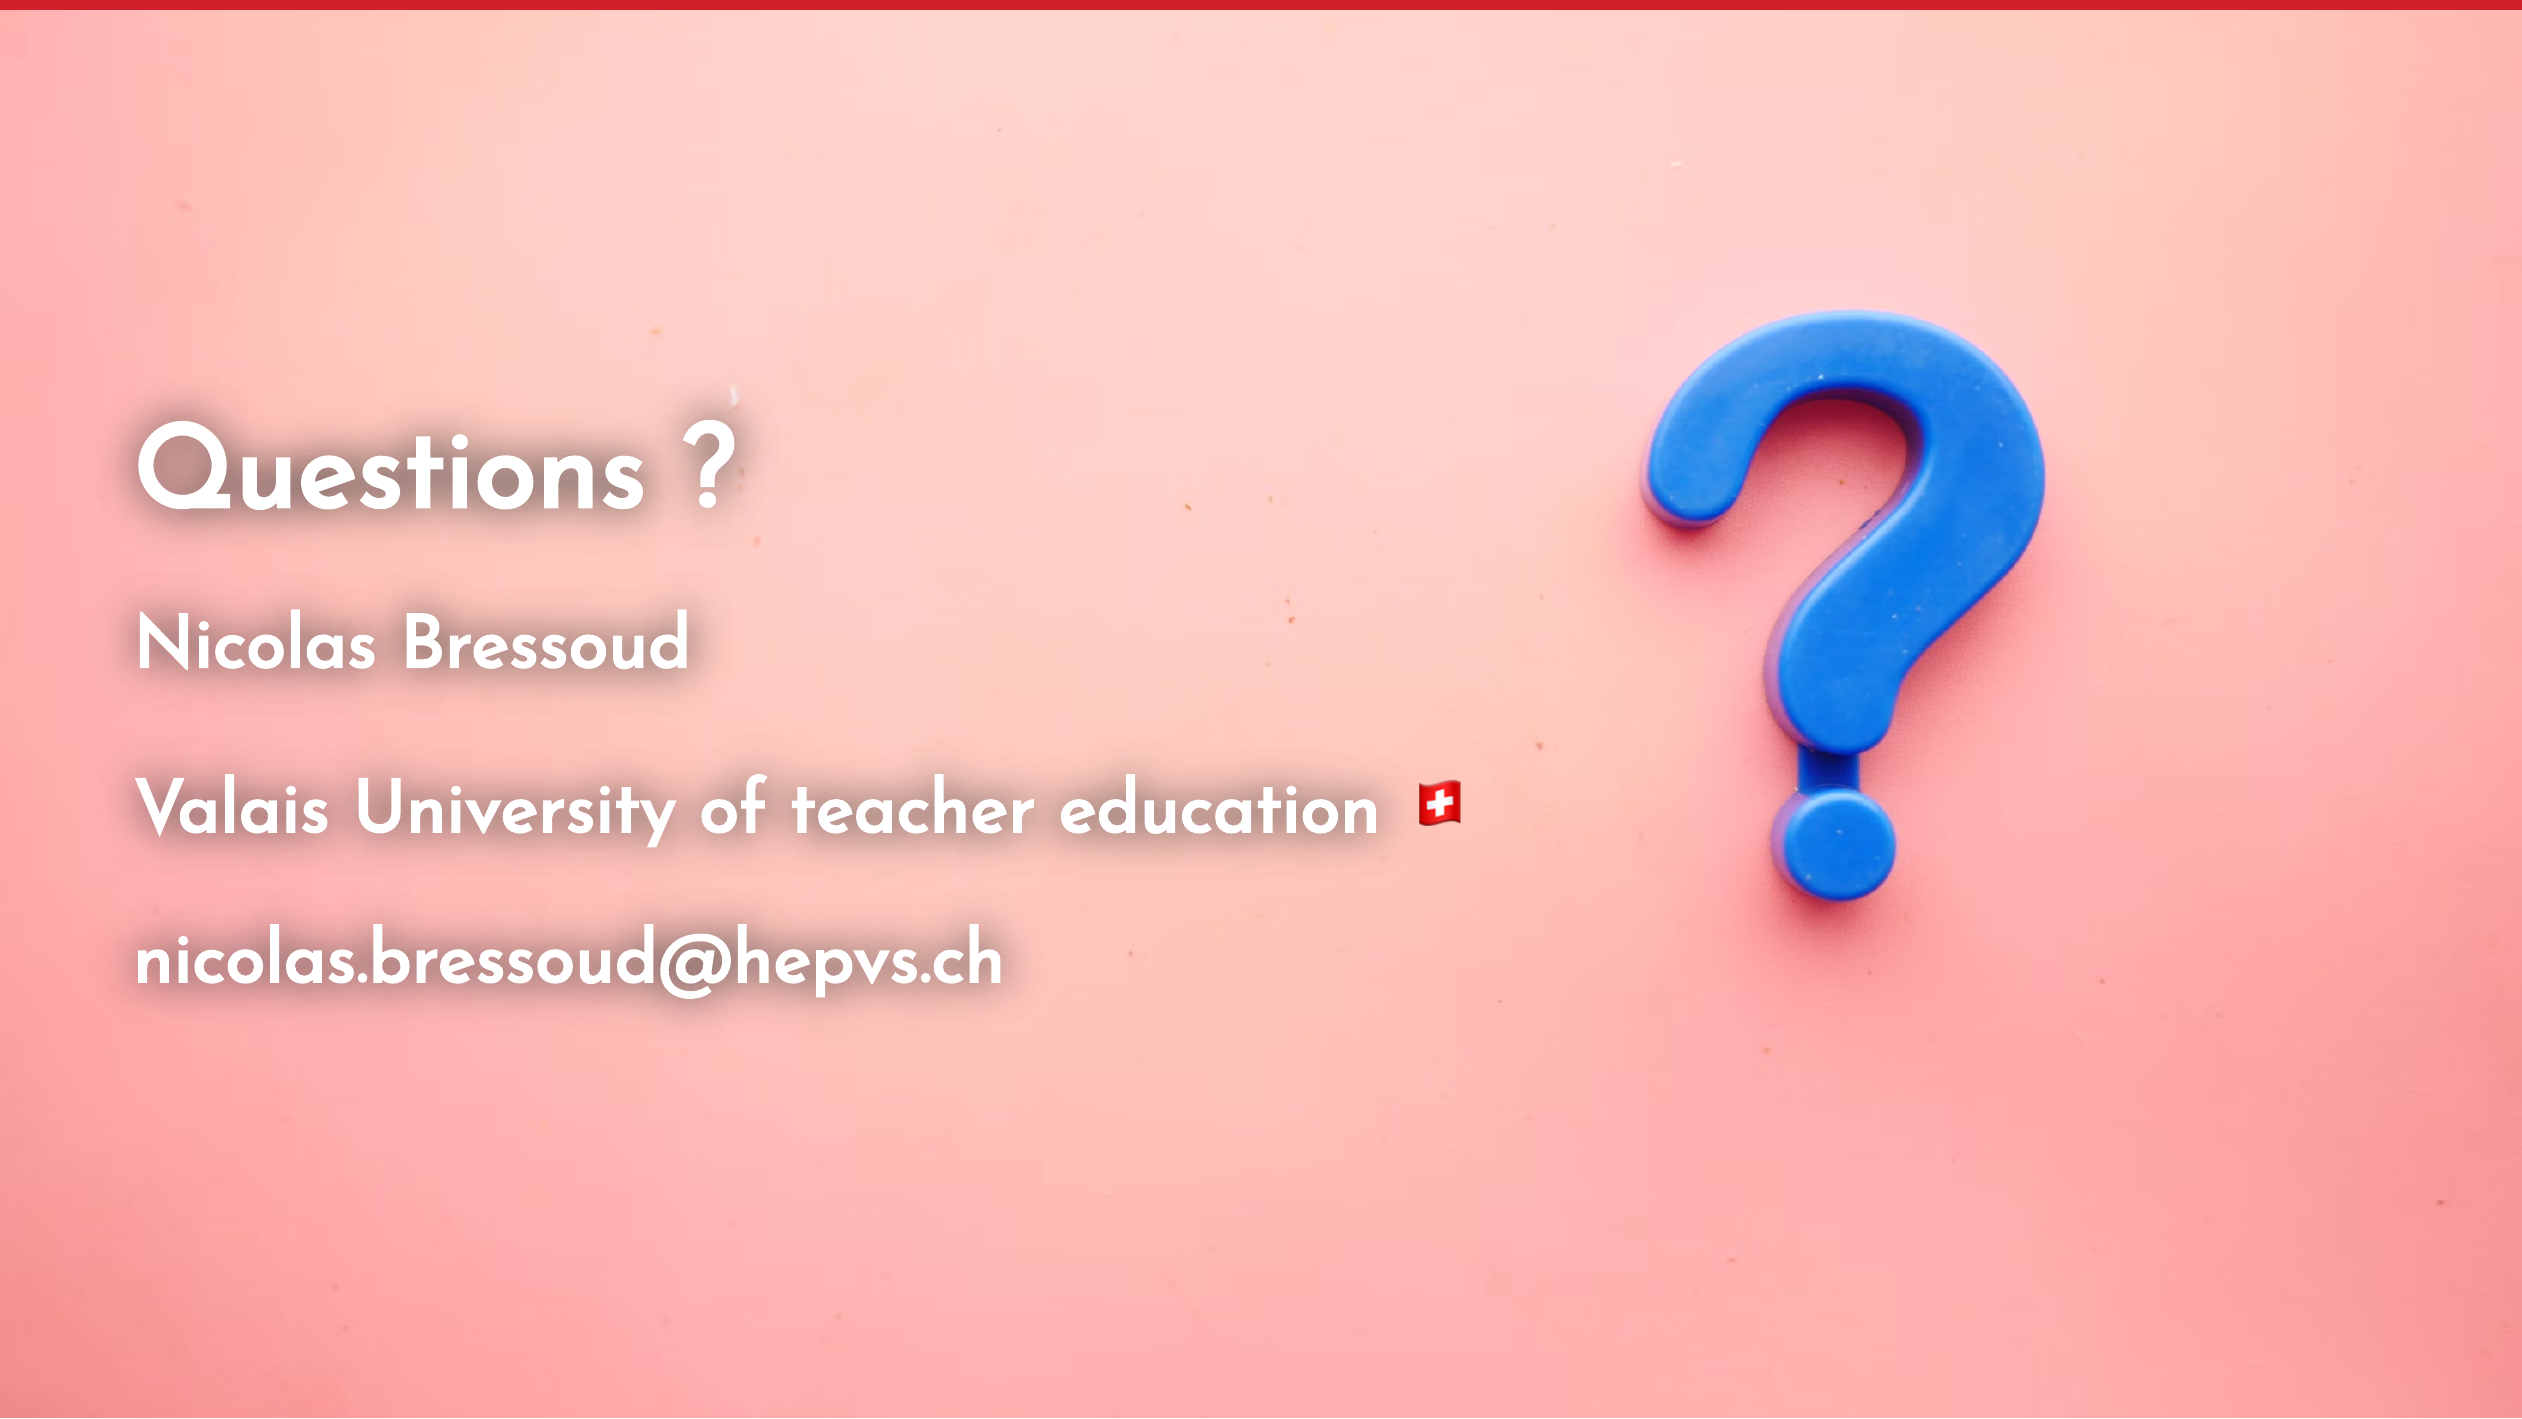 Questions ?
Nicolas Bressoud
Valais University of teacher education 🇨🇭
nicolas.bressoud@hepvs.ch